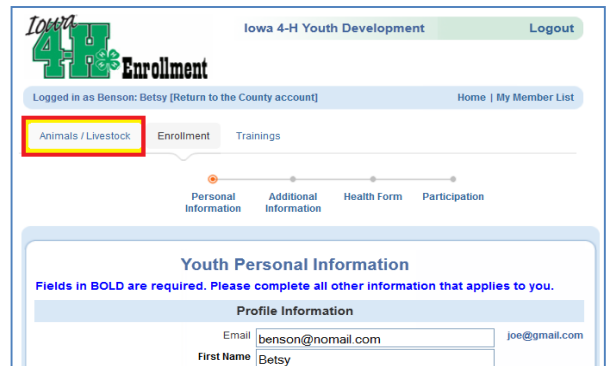 Iowa
4-H Enrollment
Iowa 4-H Youth Development
Logout
Logged in as Benson: Betsy [Return to the County account]
Home | My Member List
Animals / Livestock
Enrollment
Trainings
Personal Information
Additional Information
Health Form
Participation
Youth Personal Information
Fields in BOLD are required. Please complete all other information that applies to you.
Profile Information
Email benson@nomail.com joe@gmail.com
First Name Betsy